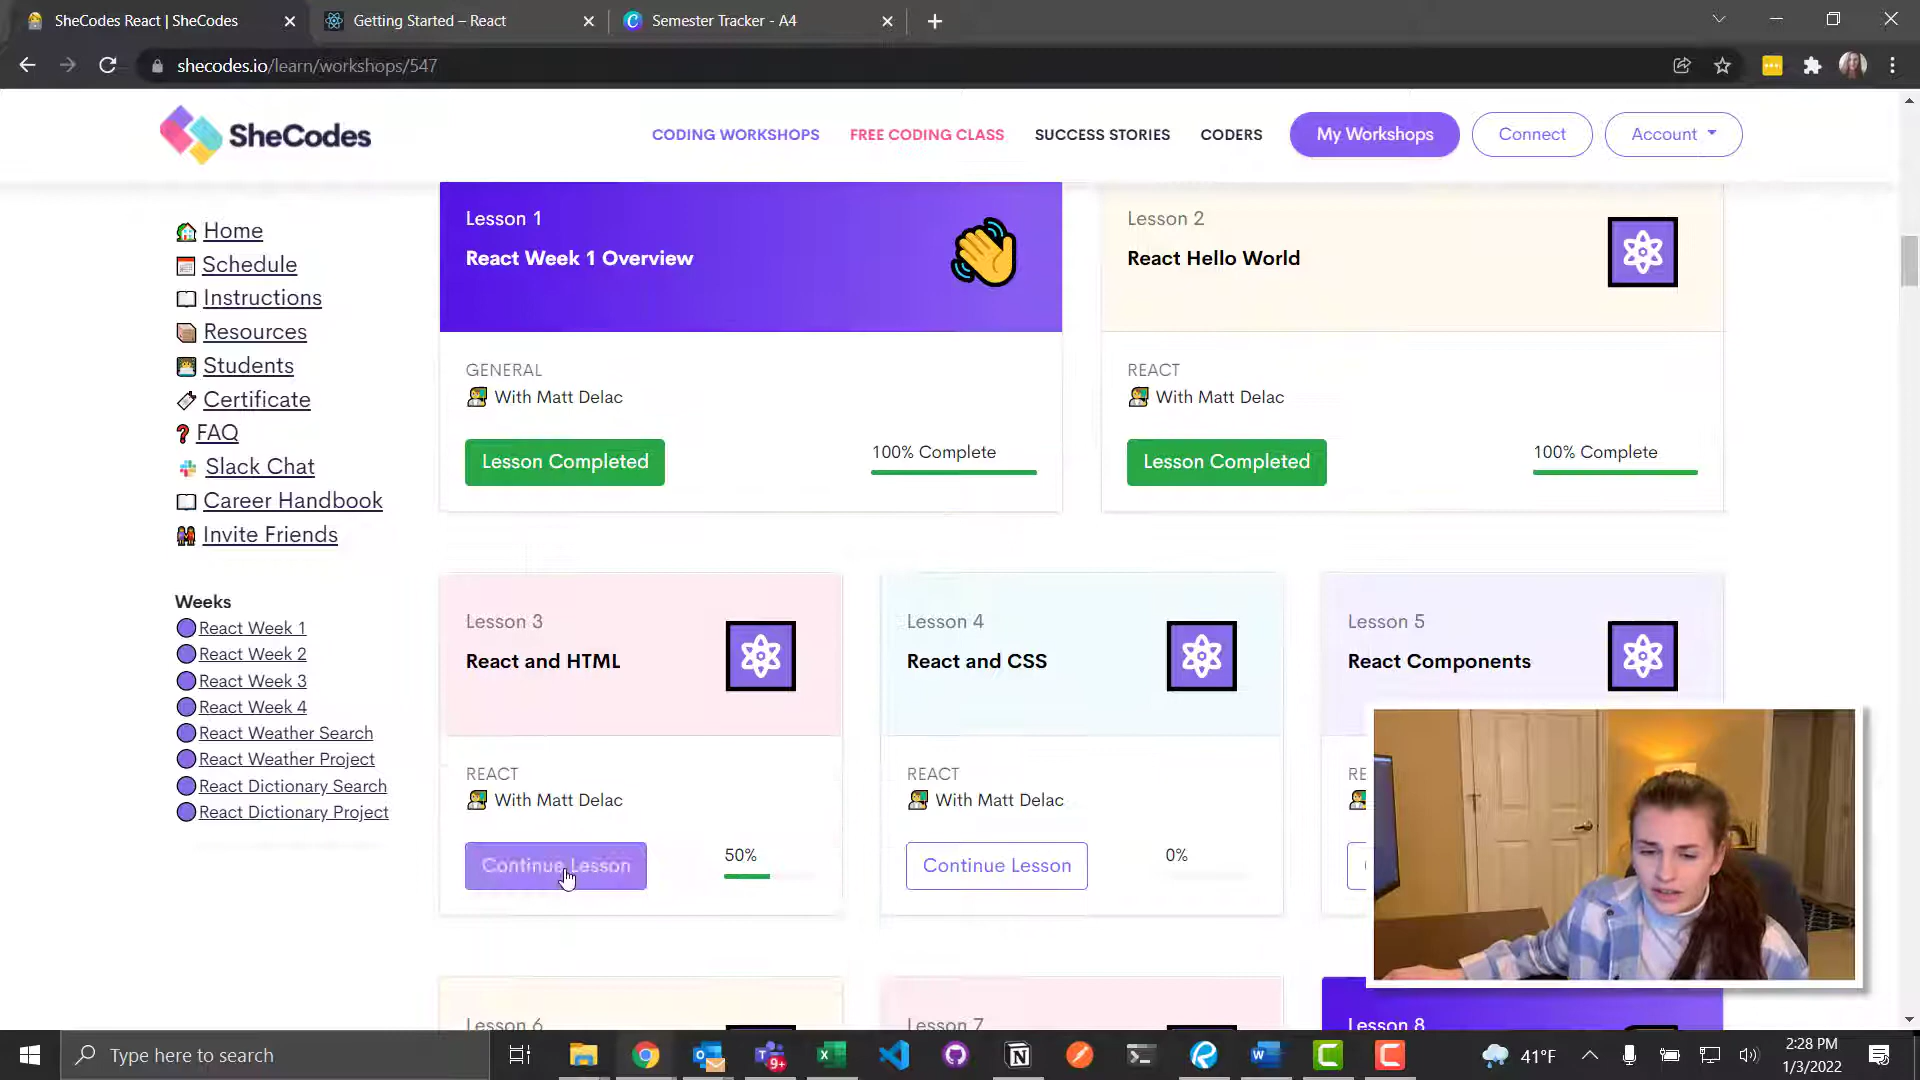 SheCodes React | SheCodes
Getting Started – React
Semester Tracker - A4
shecodes.io/learn/workshops/547
SheCodes
CODING WORKSHOPS
FREE CODING CLASS
SUCCESS STORIES
CODERS
My Workshops
Connect
Account
Home
Schedule
Instructions
Resources
Students
Certificate
FAQ
Slack Chat
Career Handbook
Invite Friends
Weeks
React Week 1
React Week 2
React Week 3
React Week 4
React Weather Search
React Weather Project
React Dictionary Search
React Dictionary Project
Lesson 1
React Week 1 Overview
GENERAL
With Matt Delac
Lesson Completed
100% Complete
Lesson 2
React Hello World
REACT
With Matt Delac
Lesson Completed
100% Complete
Lesson 3
React and HTML
REACT
With Matt Delac
Continue Lesson
50%
Lesson 4
React and CSS
REACT
With Matt Delac
Continue Lesson
0%
Lesson 5
React Components
RE
Lesson 6
Lesson 7
Lesson 8
Type here to search
9+
41°F
2:28 PM
1/3/2022